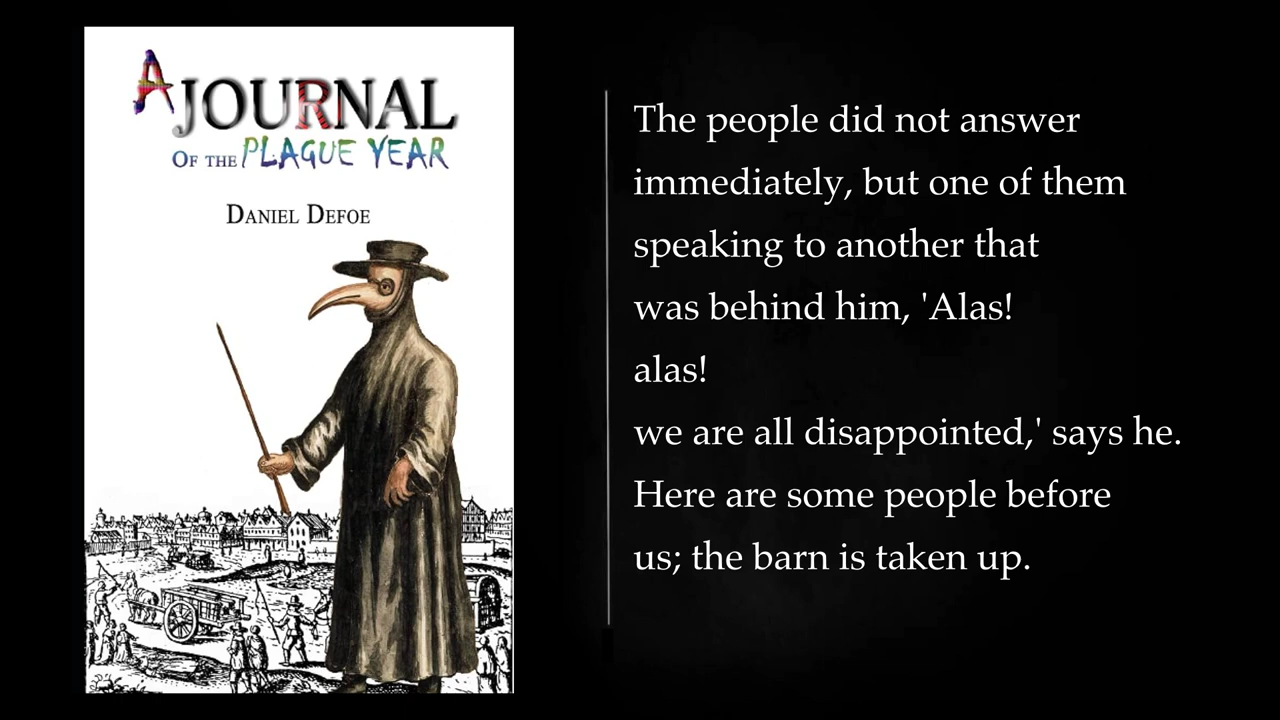 A JOURNAL
OF THE PLAGUE YEAR
DANIEL DEFOE
The people did not answer
immediately, but one of them
speaking to another that
was behind him, 'Alas!
alas!
we are all disappointed,' says he.
Here are some people before
us; the barn is taken up.